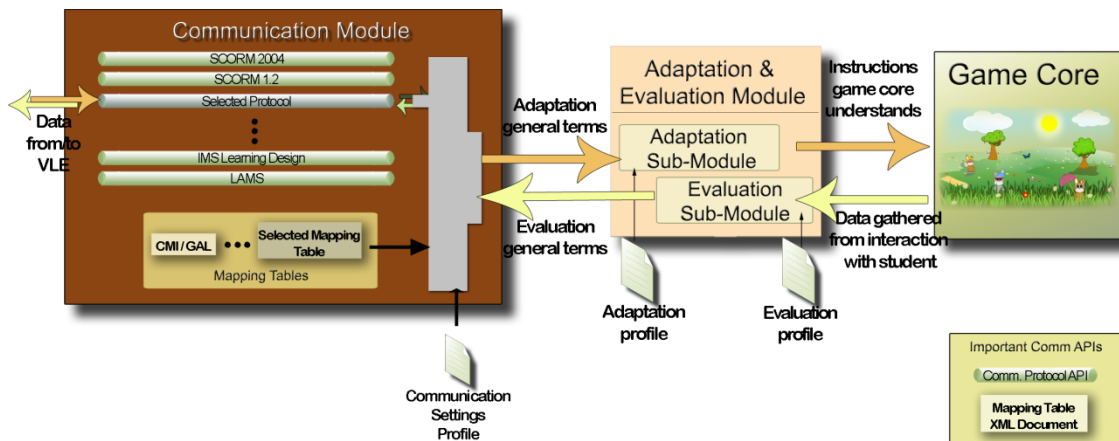 Communication Module
SCORM 2004
SCORM 1.2
Selected Protocol
IMS Learning Design
LAMS
Data
from/to
VLE
CMI / GAL
Selected Mapping
Table
Mapping Tables
Communication
Settings
Profile
Adaptation
general terms
Evaluation
general terms
Adaptation &
Evaluation Module
Adaptation
Sub-Module
Evaluation
Sub-Module
Adaptation
profile
Evaluation
profile
Instructions
game core
understands
Data gathered
from interaction
with student
Game Core
Important Comm APIs
Comm. Protocol API
Mapping Table
XML Document